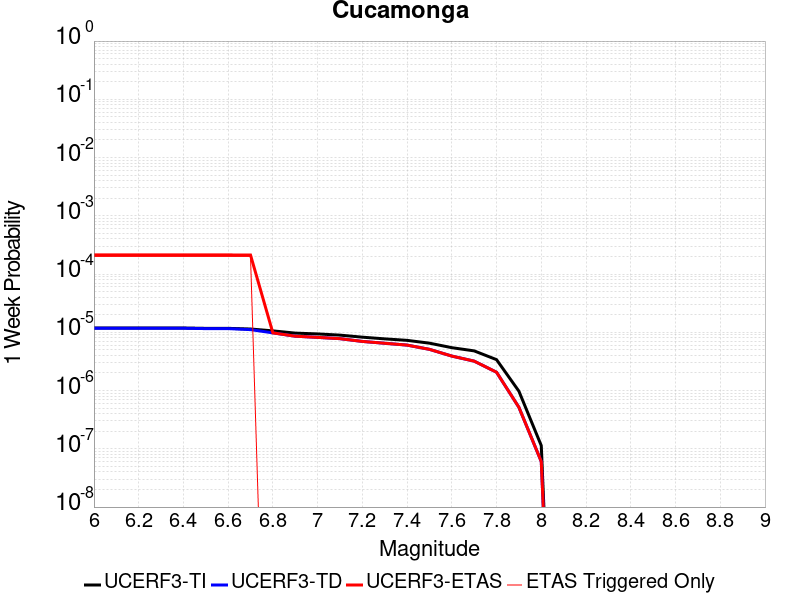 Cucamonga
10^0
10^-1
10^-2
10^-3
10^-4
10^-5
10^-6
10^-7
10^-8
1 Week Probability
6 6.2 6.4 6.6 6.8 7 7.2 7.4 7.6 7.8 8 8.2 8.4 8.6 8.8 9
Magnitude
UCERF3-TI UCERF3-TD UCERF3-ETAS ETAS Triggered Only